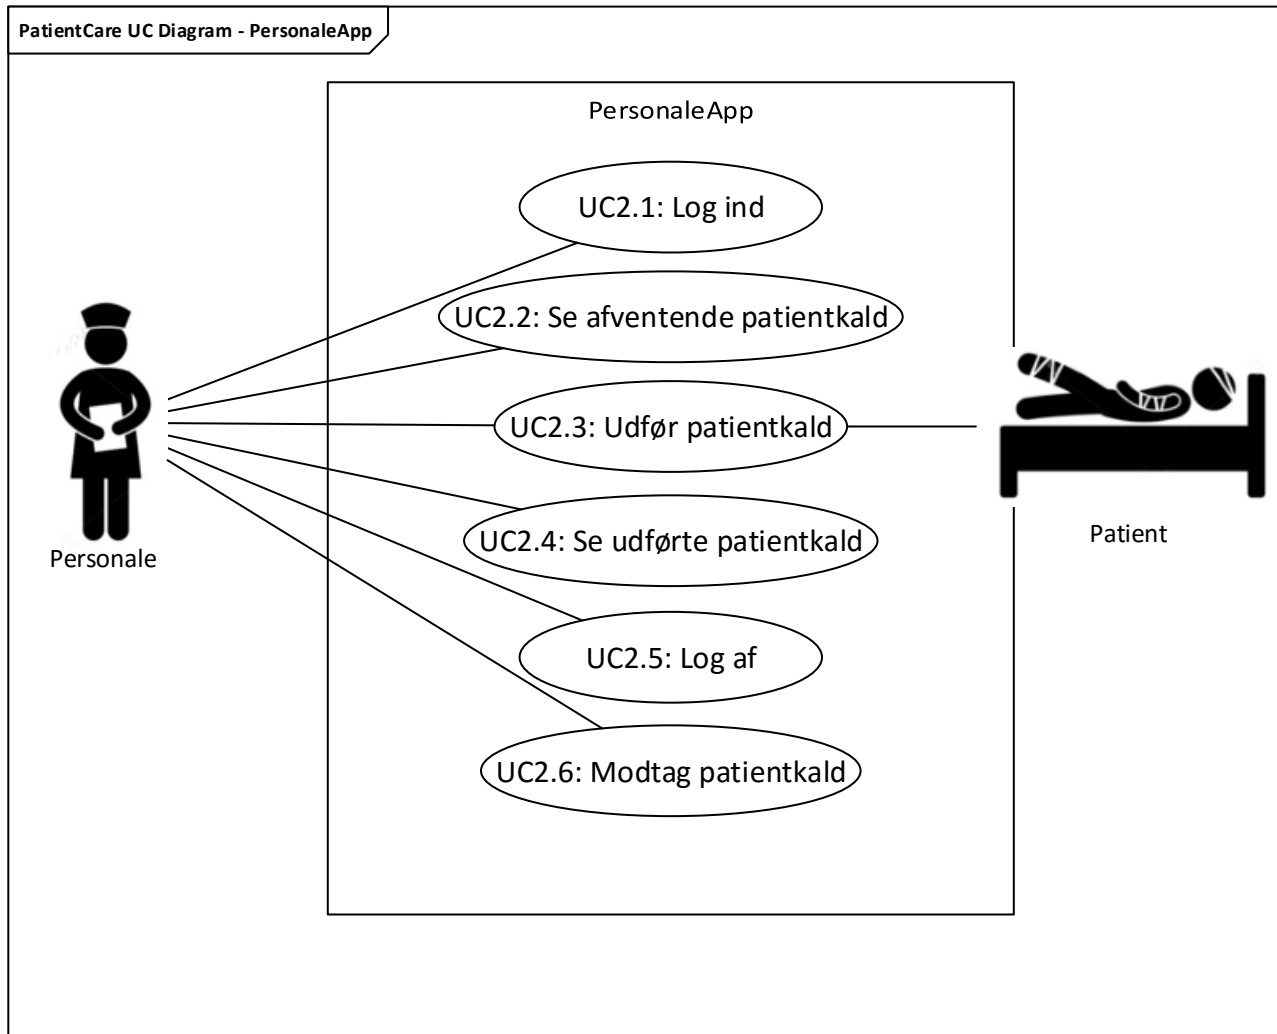 PatientCare UC Diagram - PersonaleApp
PersonaleApp
UC2.1: Log ind
UC2.2: Se afventende patientkald
UC2.3: Udfør patientkald
UC2.4: Se udførte patientkald
Personale
Patient
UC2.5: Log af
UC2.6: Modtag patientkald